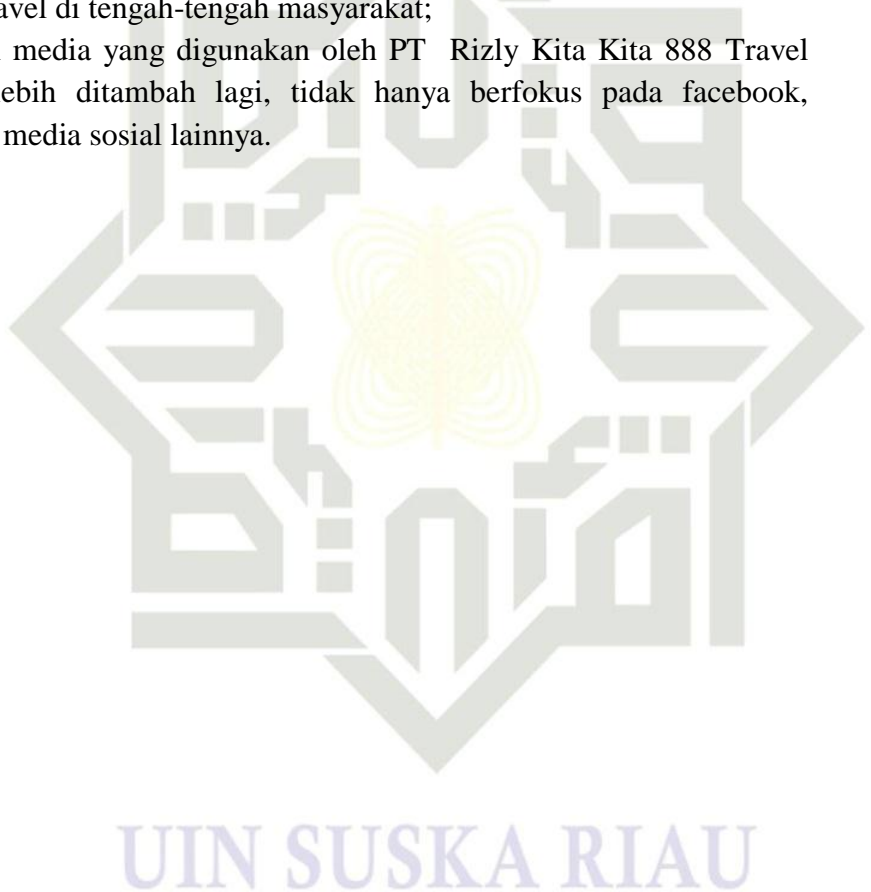 avel di tengah-tengah masyarakat;
media yang digunakan oleh PT Rizly Kita Kita 888 Travel
ebih ditambah lagi, tidak hanya berfokus pada facebook,
media sosial lainnya.
UIN SUSKA RIAU